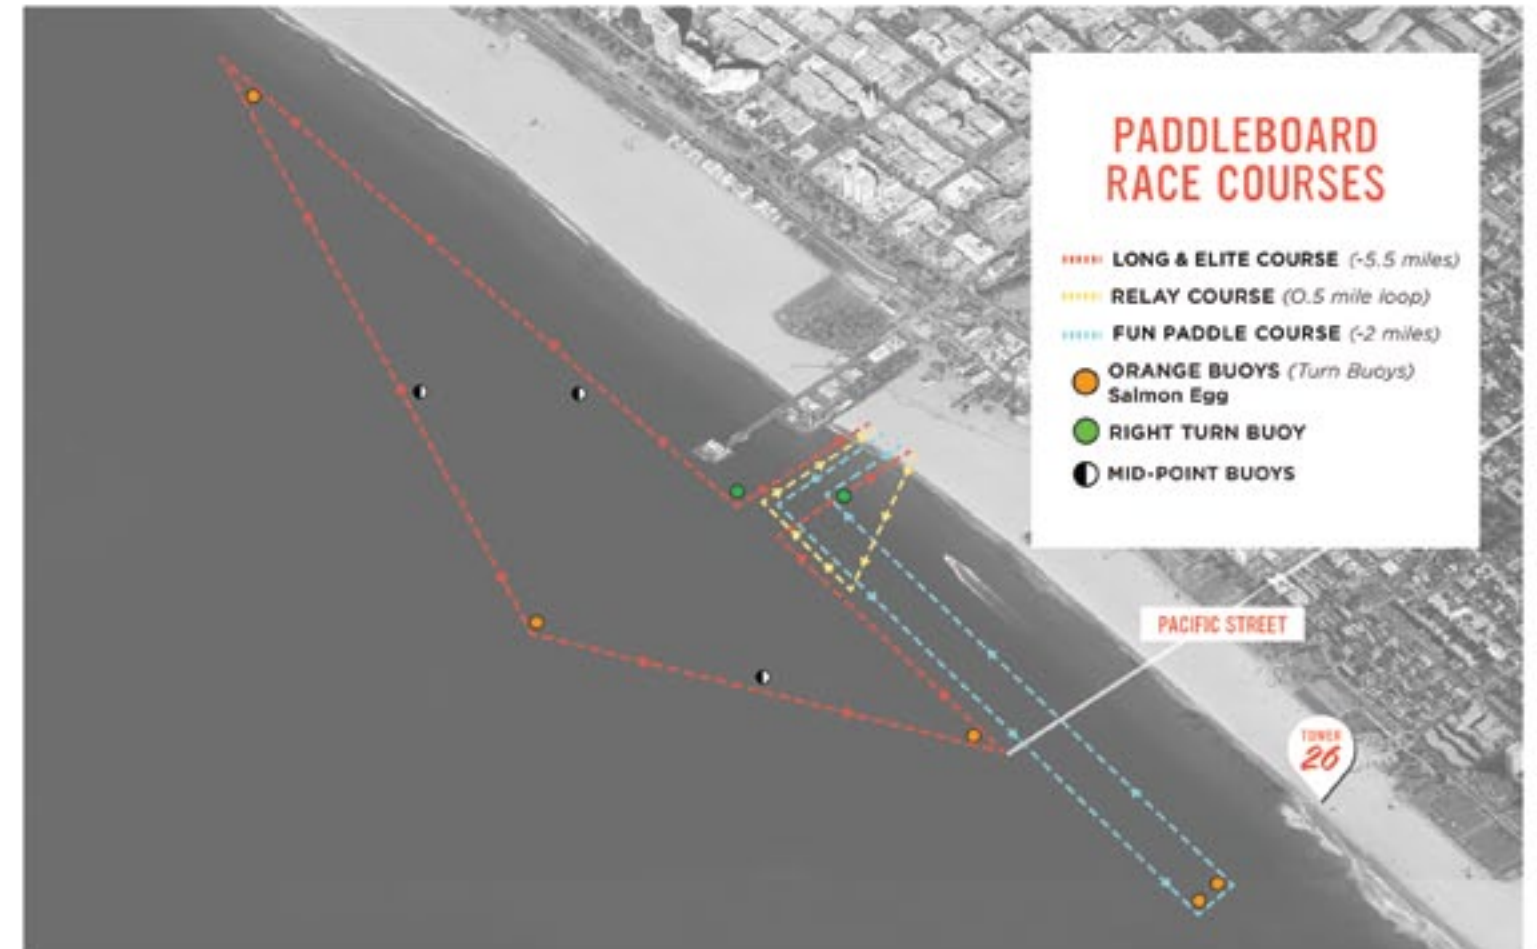 PADDLEBOARD
RACE COURSES
LONG & ELITE COURSE (~5.5 miles)
RELAY COURSE (0.5 mile loop)
FUN PADDLE COURSE (~2 miles)
ORANGE BUOYS (Turn Buoys)
Salmon Egg
RIGHT TURN BUOY
MID-POINT BUOYS
PACIFIC STREET
TOWER
26